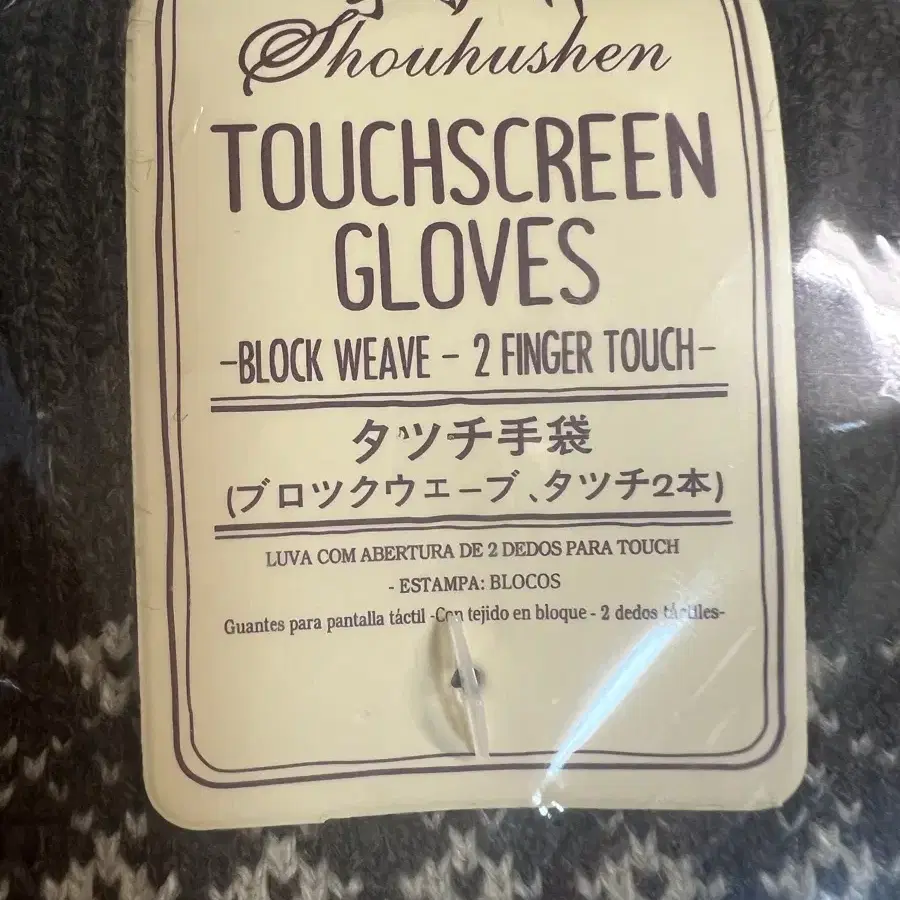 Shouhushen
TOUCHSCREEN
GLOVES
-BLOCK WEAVE - 2 FINGER TOUCH-
タツチ手袋
(ブロツクウエーブ、タツチ2本)
LUVA COM ABERTURA DE 2 DEDOS PARA TOUCH
- ESTAMPA: BLOCOS
Guantes para pantalla táctil -Con tejido en bloque - 2 dedos táctiles-